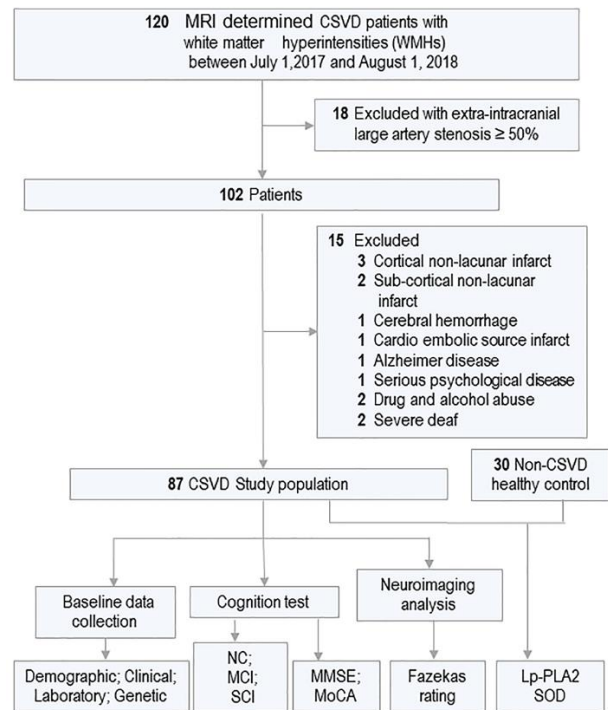 120 MRI determined CSVD patients with
white matter hyperintensities (WMHs)
between July 1,2017 and August 1, 2018
18 Excluded with extra-intracranial
large artery stenosis ≥ 50%
102 Patients
15 Excluded
3 Cortical non-lacunar infarct
2 Sub-cortical non-lacunar
infarct
1 Cerebral hemorrhage
1 Cardio embolic source infarct
1 Alzheimer disease
1 Serious psychological disease
2 Drug and alcohol abuse
2 Severe deaf
87 CSVD Study population
30 Non-CSVD
healthy control
Baseline data
collection
Cognition test
Neuroimaging
analysis
Demographic; Clinical;
Laboratory; Genetic
NC;
MCI;
SCI
MMSE;
MoCA
Fazekas
rating
Lp-PLA2
SOD